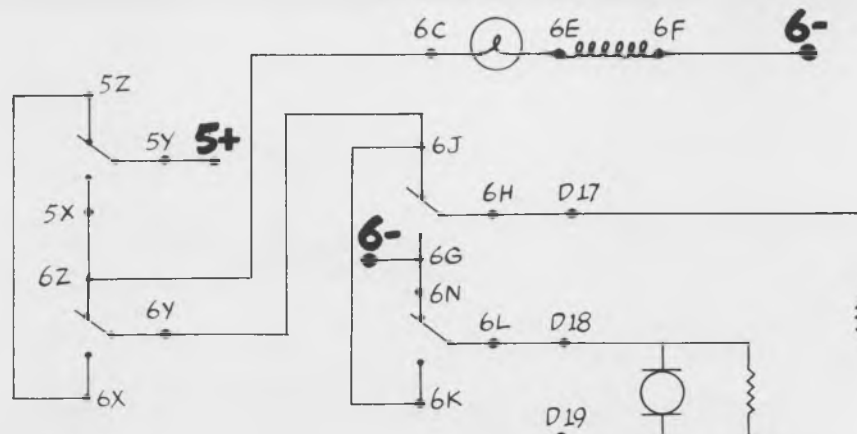 6C 6E 6F 6-
5Z
5Y 5+
6J
5X 6H D17
6- 6G
6Z 6N
6Y 6L D18
6X 6K
D19